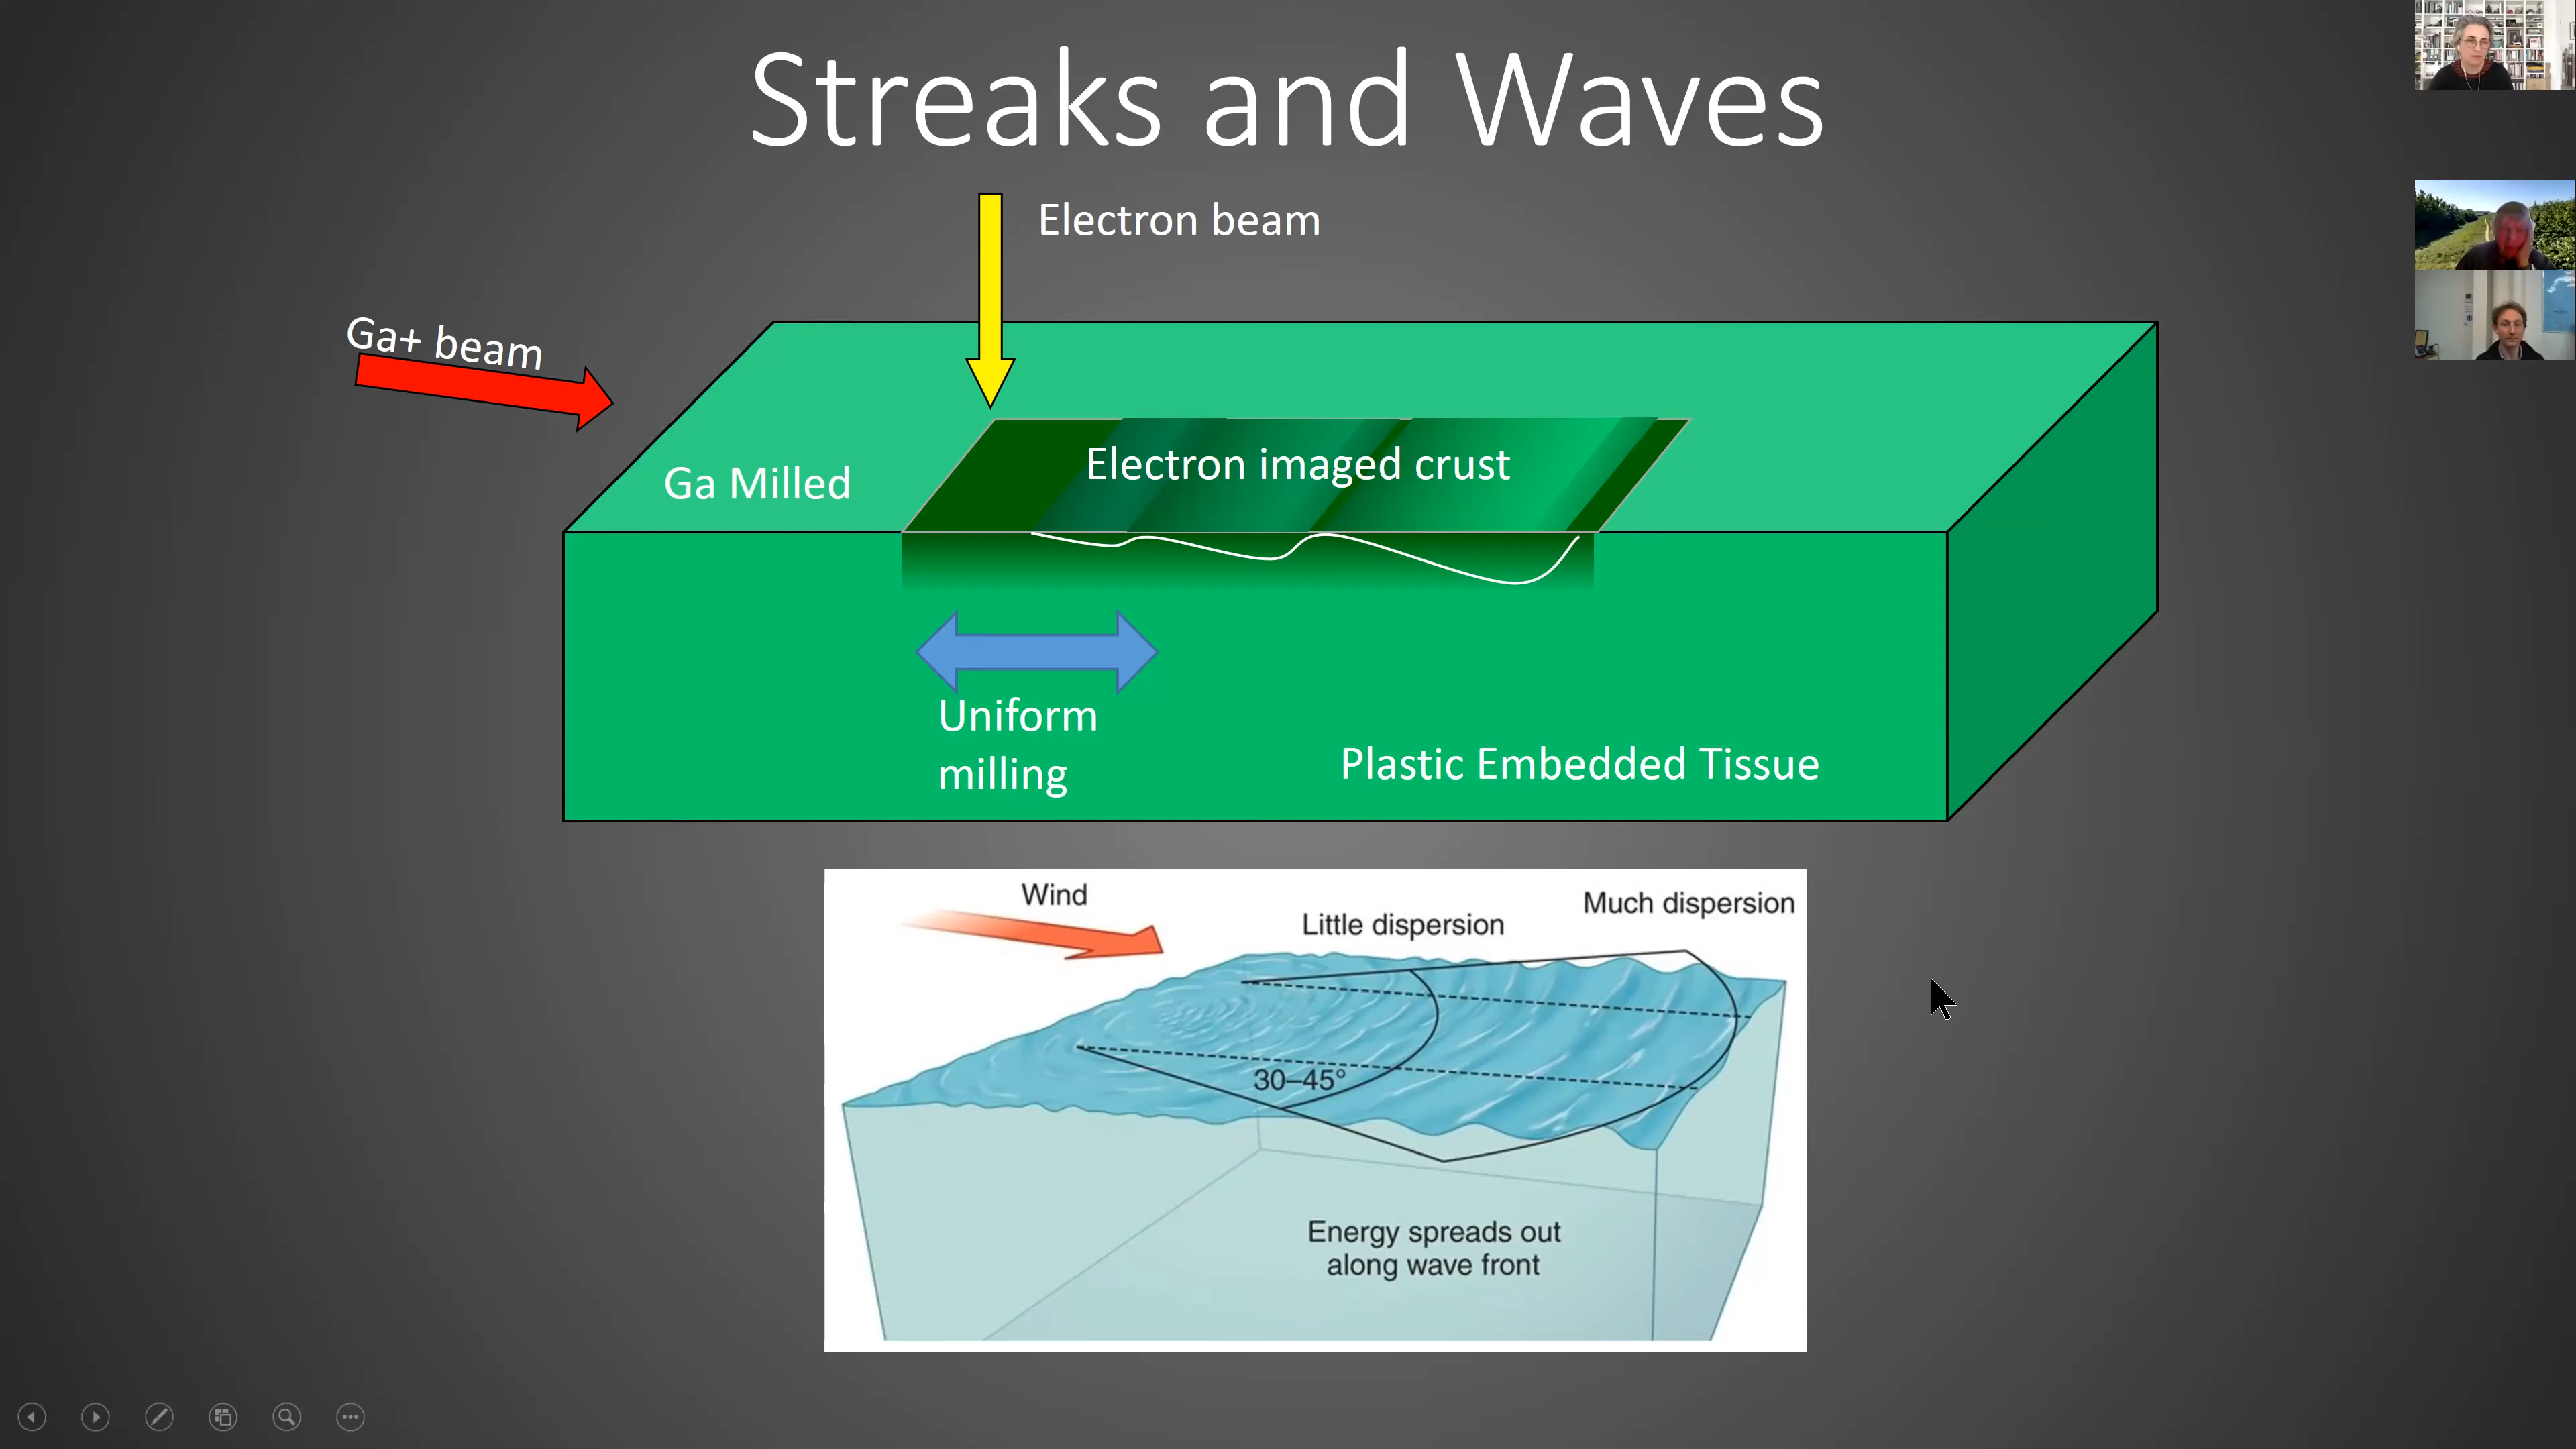 Streaks and Waves
Electron beam
Ga+ beam
Electron imaged crust
Ga Milled
Uniform
milling
Plastic Embedded Tissue
Wind
Much dispersion
Little dispersion
30–45°
Energy spreads out
along wave front